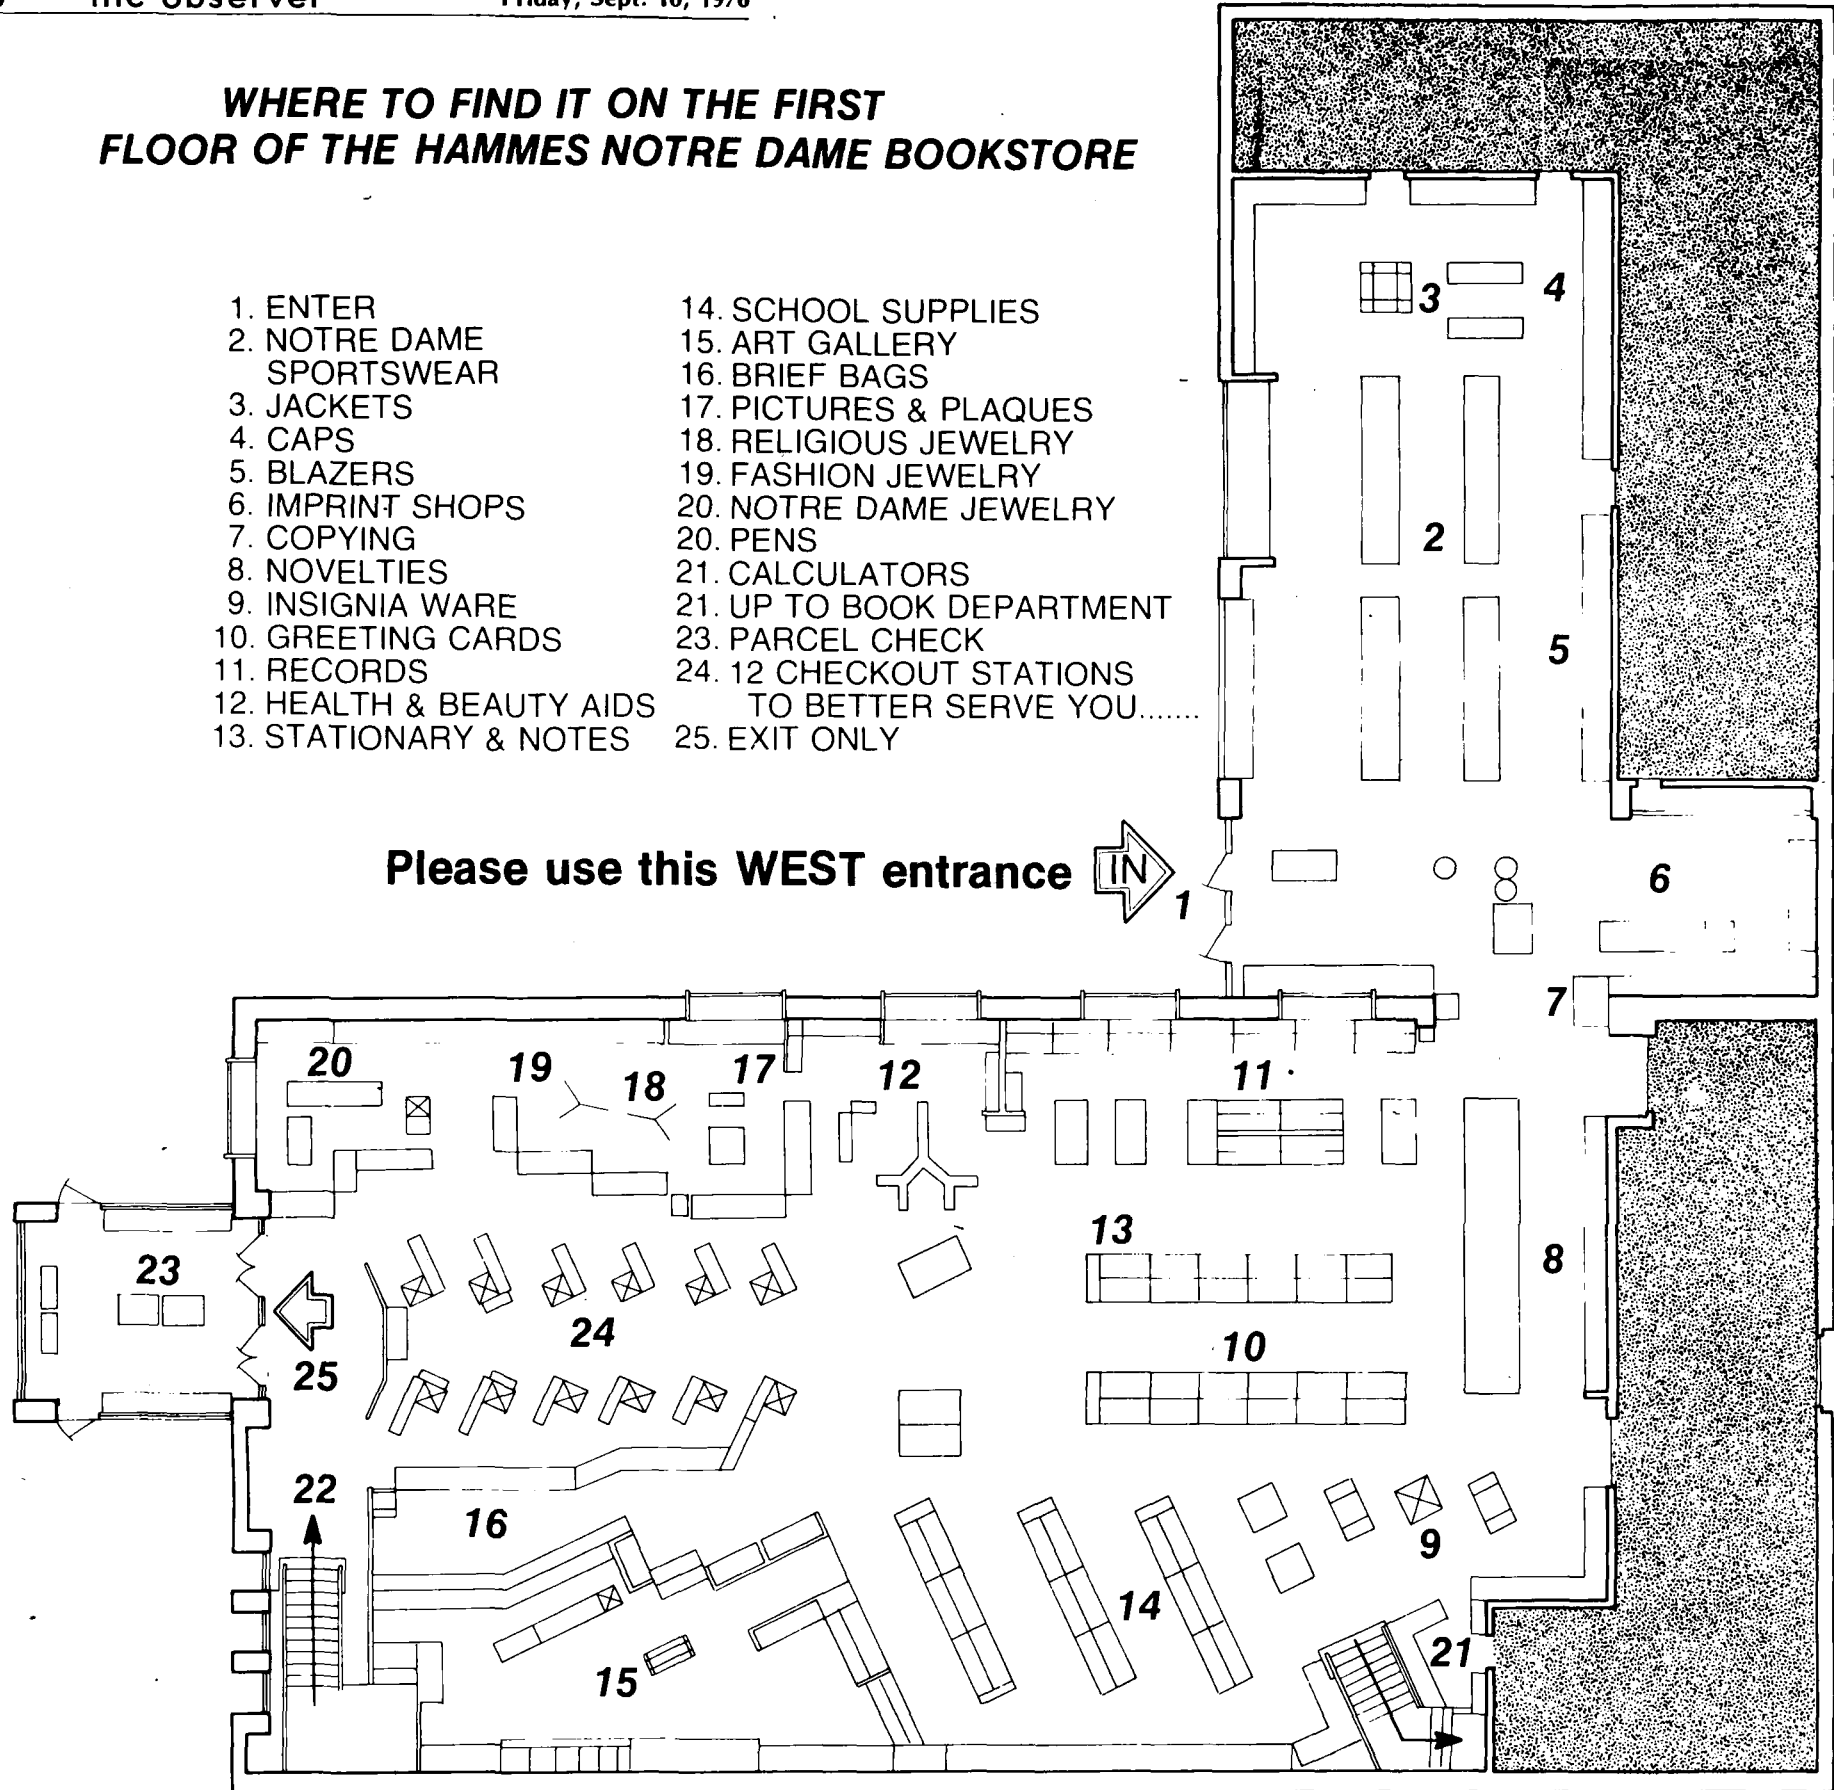 The Observer Friday, Sept. 10, 1976
WHERE TO FIND IT ON THE FIRST
FLOOR OF THE HAMMES NOTRE DAME BOOKSTORE
1. ENTER
2. NOTRE DAME
SPORTSWEAR
3. JACKETS
4. CAPS
5. BLAZERS
6. IMPRINT SHOPS
7. COPYING
8. NOVELTIES
9. INSIGNIA WARE
10. GREETING CARDS
11. RECORDS
12. HEALTH & BEAUTY AIDS
13. STATIONARY & NOTES
14. SCHOOL SUPPLIES
15. ART GALLERY
16. BRIEF BAGS
17. PICTURES & PLAQUES
18. RELIGIOUS JEWELRY
19. FASHION JEWELRY
20. NOTRE DAME JEWELRY
20. PENS
21. CALCULATORS
21. UP TO BOOK DEPARTMENT
23. PARCEL CHECK
24. 12 CHECKOUT STATIONS
TO BETTER SERVE YOU.......
25. EXIT ONLY
3
4
2
5
Please use this WEST entrance IN
1
6
7
20
19
18
17
12
11
13
8
23
24
10
25
22
16
9
14
21
15